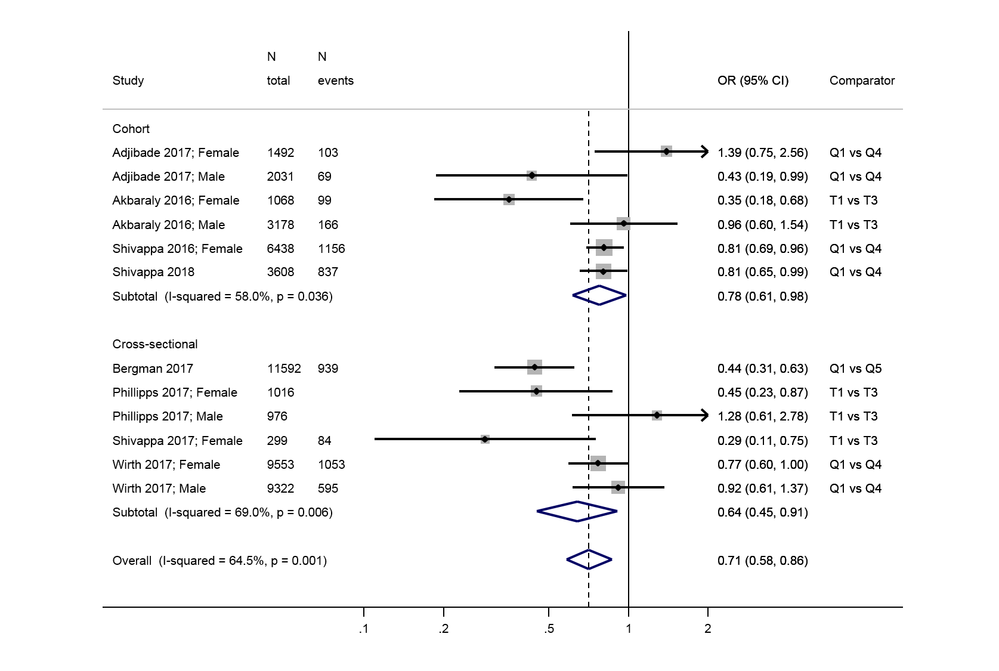 N N
Study total events OR (95% CI) Comparator
Cohort
Adjibade 2017; Female 1492 103 1.39 (0.75, 2.56) Q1 vs Q4
Adjibade 2017; Male 2031 69 0.43 (0.19, 0.99) Q1 vs Q4
Akbaraly 2016; Female 1068 99 0.35 (0.18, 0.68) T1 vs T3
Akbaraly 2016; Male 3178 166 0.96 (0.60, 1.54) T1 vs T3
Shivappa 2016; Female 6438 1156 0.81 (0.69, 0.96) Q1 vs Q4
Shivappa 2018 3608 837 0.81 (0.65, 0.99) Q1 vs Q4
Subtotal (I-squared = 58.0%, p = 0.036) 0.78 (0.61, 0.98)
Cross-sectional
Bergman 2017 11592 939 0.44 (0.31, 0.63) Q1 vs Q5
Phillipps 2017; Female 1016 0.45 (0.23, 0.87) T1 vs T3
Phillipps 2017; Male 976 1.28 (0.61, 2.78) T1 vs T3
Shivappa 2017; Female 299 84 0.29 (0.11, 0.75) T1 vs T3
Wirth 2017; Female 9553 1053 0.77 (0.60, 1.00) Q1 vs Q4
Wirth 2017; Male 9322 595 0.92 (0.61, 1.37) Q1 vs Q4
Subtotal (I-squared = 69.0%, p = 0.006) 0.64 (0.45, 0.91)
Overall (I-squared = 64.5%, p = 0.001) 0.71 (0.58, 0.86)
.1 .2 .5 1 2